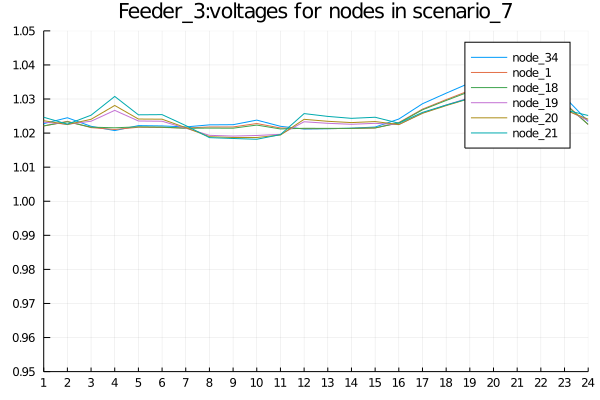 Feeder_3:voltages for nodes in scenario_7
1.05
1.04
1.03
1.02
1.01
1.00
0.99
0.98
0.97
0.96
0.95
node_34
node_1
node_18
node_19
node_20
node_21
1 2 3 4 5 6 7 8 9 10 11 12 13 14 15 16 17 18 19 20 21 22 23 24